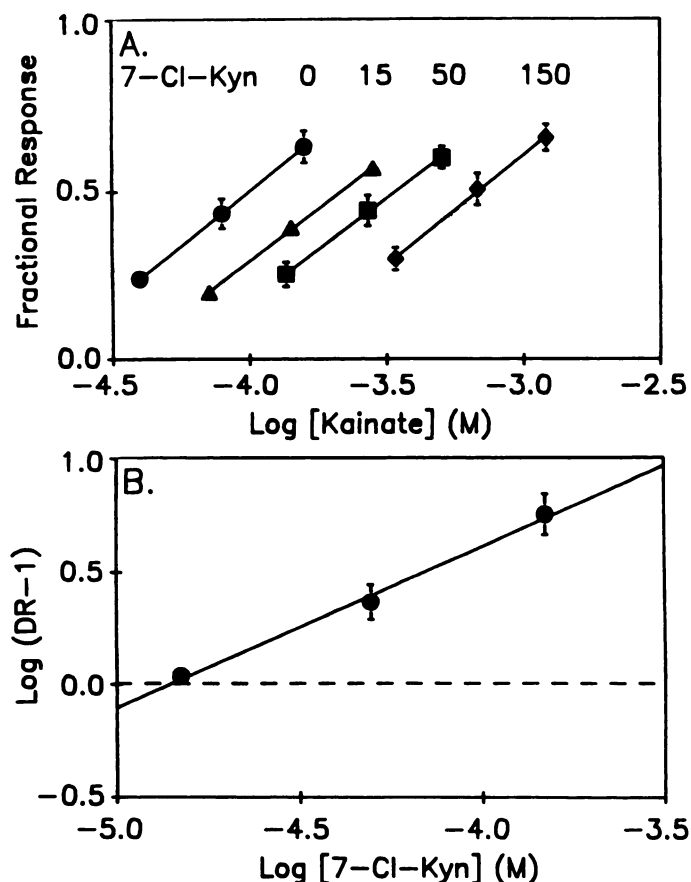 A.
7-Cl-Kyn 0 15 50 150
1.0
0.5
0.0
Fractional Response
-4.5 -4.0 -3.5 -3.0 -2.5
Log [Kainate] (M)
B.
1.0
0.5
0.0
-0.5
Log (DR-1)
-5.0 -4.5 -4.0 -3.5
Log [7-Cl-Kyn] (M)